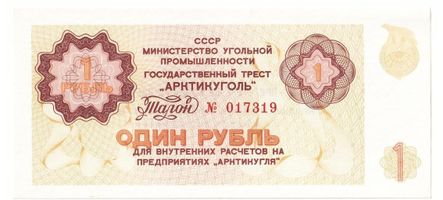 СССР
МИНИСТЕРСТВО УГОЛЬНОЙ
ПРОМЫШЛЕННОСТИ
ГОСУДАРСТВЕННЫЙ ТРЕСТ
„АРКТИКУГОЛЬ"
1
РУБЛЬ
1
Талон № 017319
ОДИН РУБЛЬ
ДЛЯ ВНУТРЕННИХ РАСЧЕТОВ НА
ПРЕДПРИЯТИЯХ „АРКТИКУГЛЯ"
1